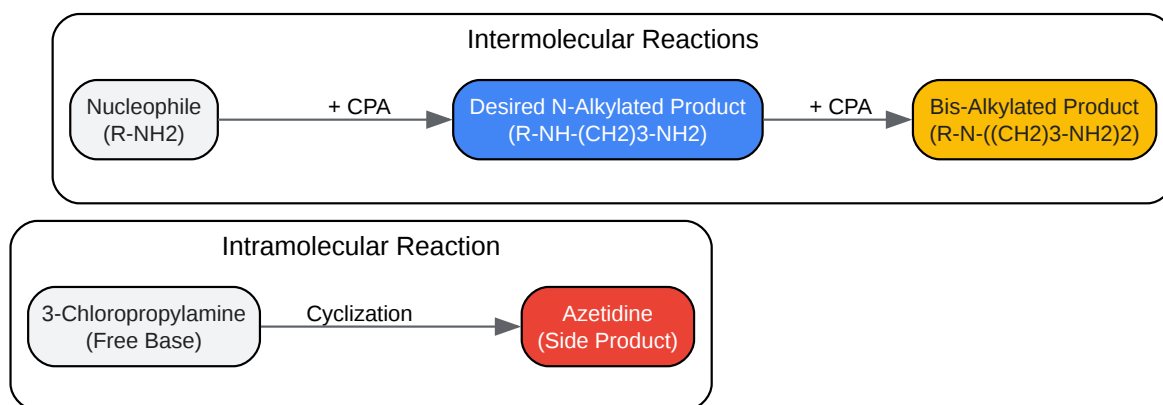 Intermolecular Reactions
Nucleophile
(R-NH2)
+ CPA
Desired N-Alkylated Product
(R-NH-(CH2)3-NH2)
+ CPA
Bis-Alkylated Product
(R-N-((CH2)3-NH2)2)
Intramolecular Reaction
3-Chloropropylamine
(Free Base)
Cyclization
Azetidine
(Side Product)